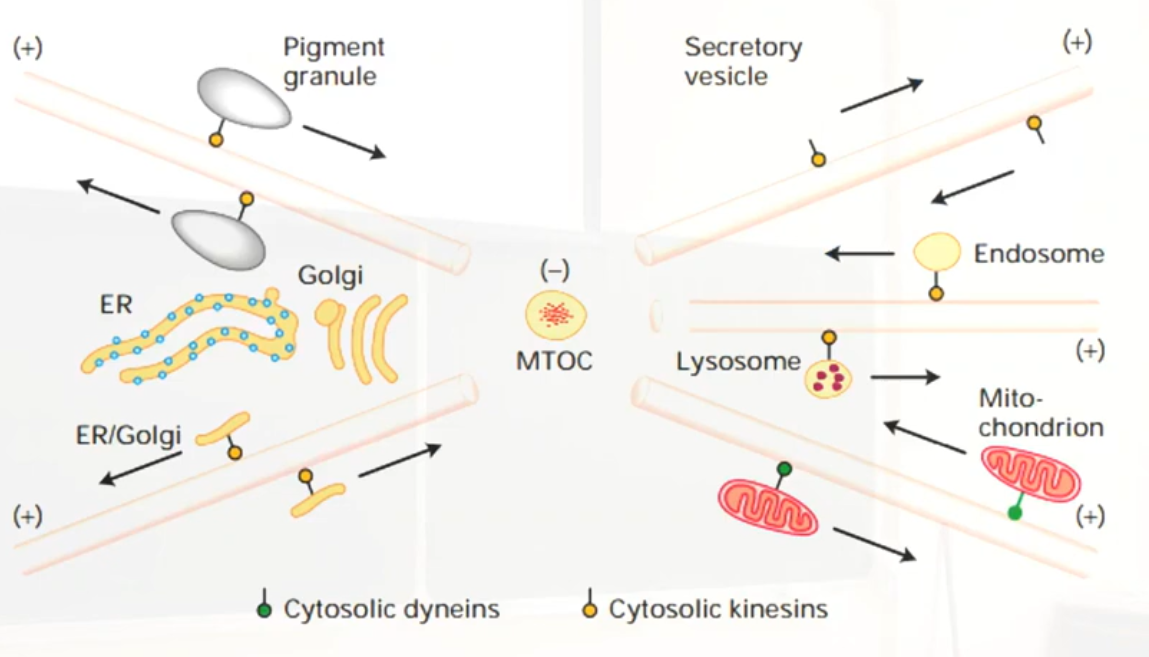 (+)
Pigment
granule
Secretory
vesicle
(+)
Golgi
ER
(–)
MTOC
Endosome
Lysosome
(+)
Mito-
chondrion
ER/Golgi
(+)
(+)
Cytosolic dyneins
Cytosolic kinesins